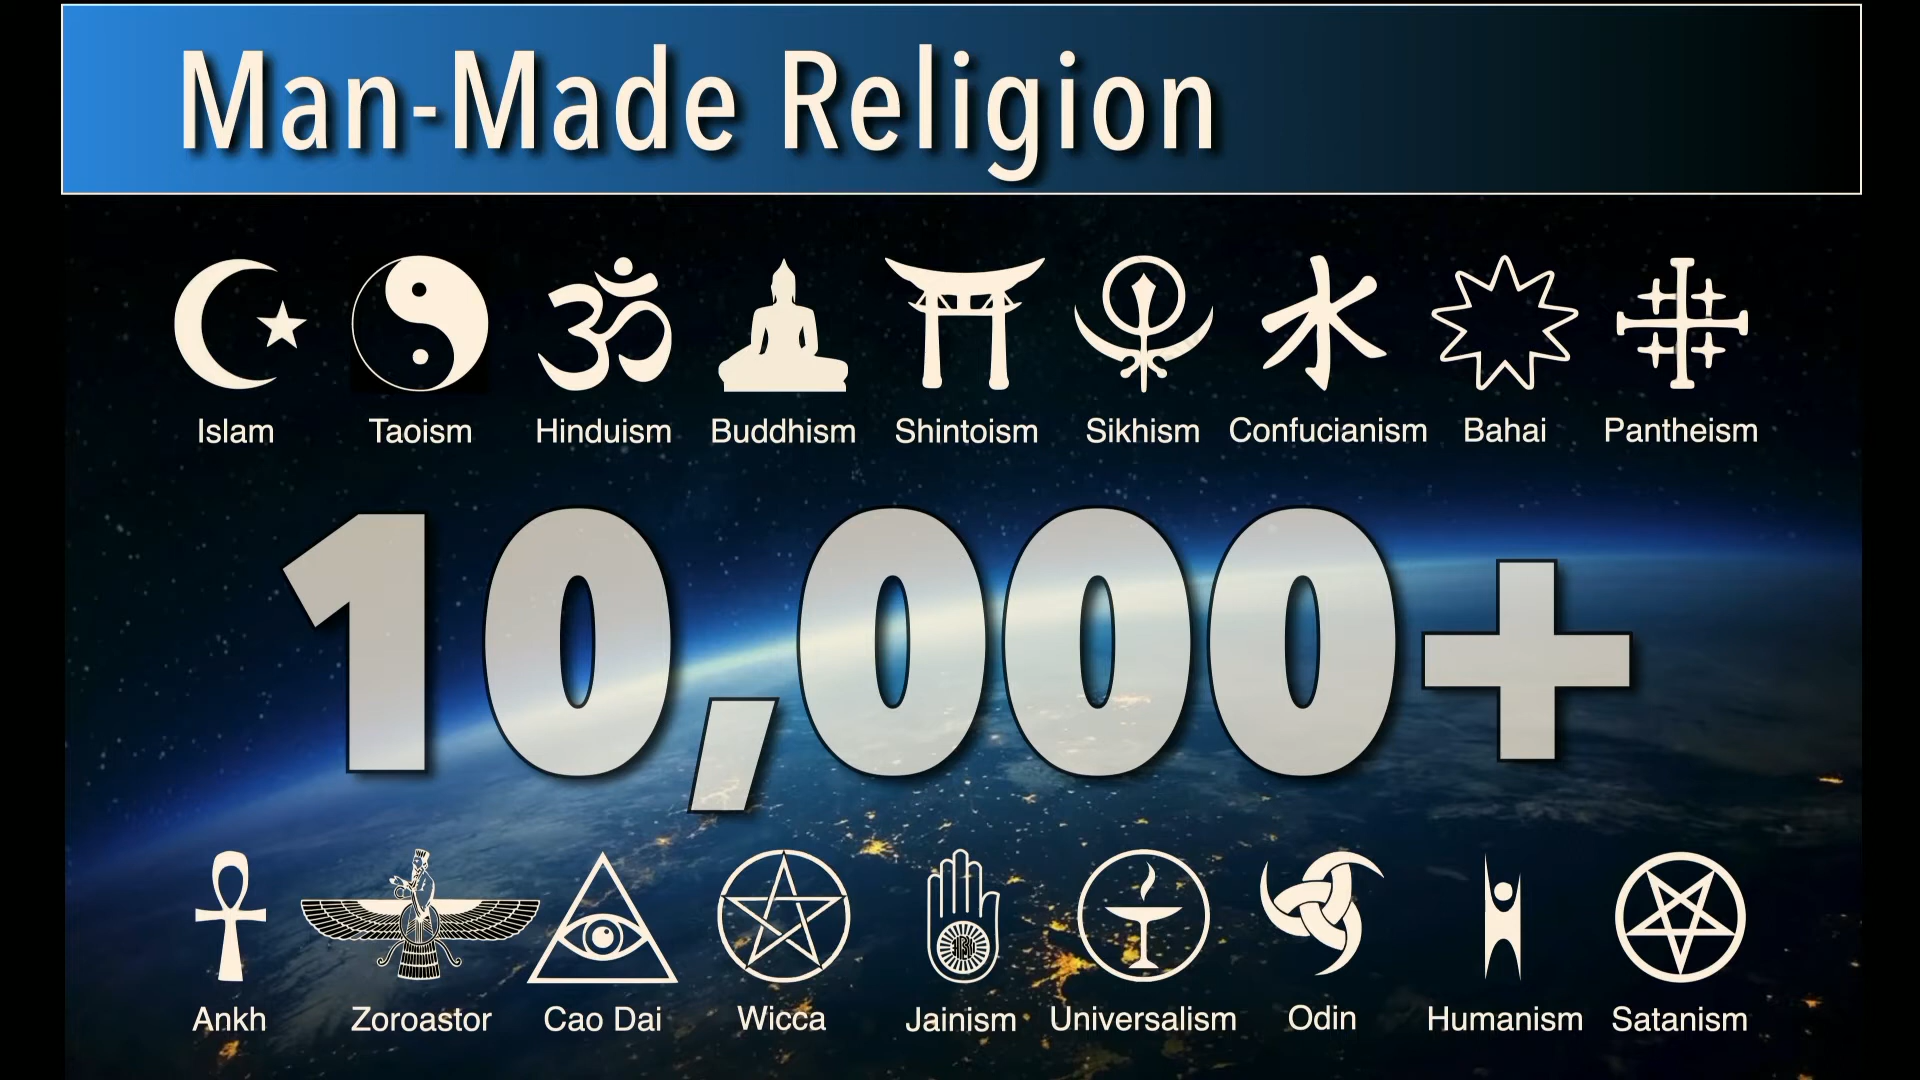 Man-Made Religion
Islam Taoism Hinduism Buddhism Shintoism Sikhism Confucianism Bahai Pantheism
10,000+
Ankh Zoroastor Cao Dai Wicca Jainism Universalism Odin Humanism Satanism